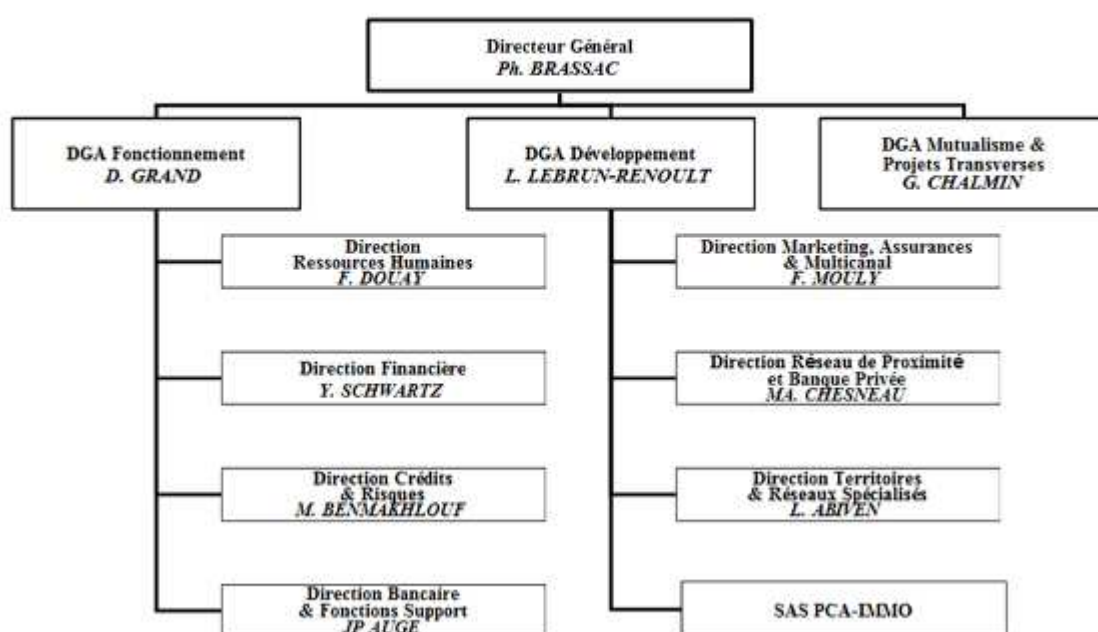 Directeur Général
Ph. BRASSAC
DGA Fonctionnement
D. GRAND
DGA Développement
L. LEBRUN-RENOULT
DGA Mutualisme &
Projets Transverses
G. CHALMIN
Direction
Ressources Humaines
F. DOUAY
Direction Financière
Y. SCHWARTZ
Direction Crédits
& Risques
M. BENMAKHLOUF
Direction Bancaire
& Fonctions Support
JP AUGE
Direction Marketing, Assurances
& Multicanal
F. MOULY
Direction Réseau de Proximité
et Banque Privée
MA. CHESNEAU
Direction Territoires
& Réseaux Spécialisés
L. ABIVEN
SAS PCA-IMMO